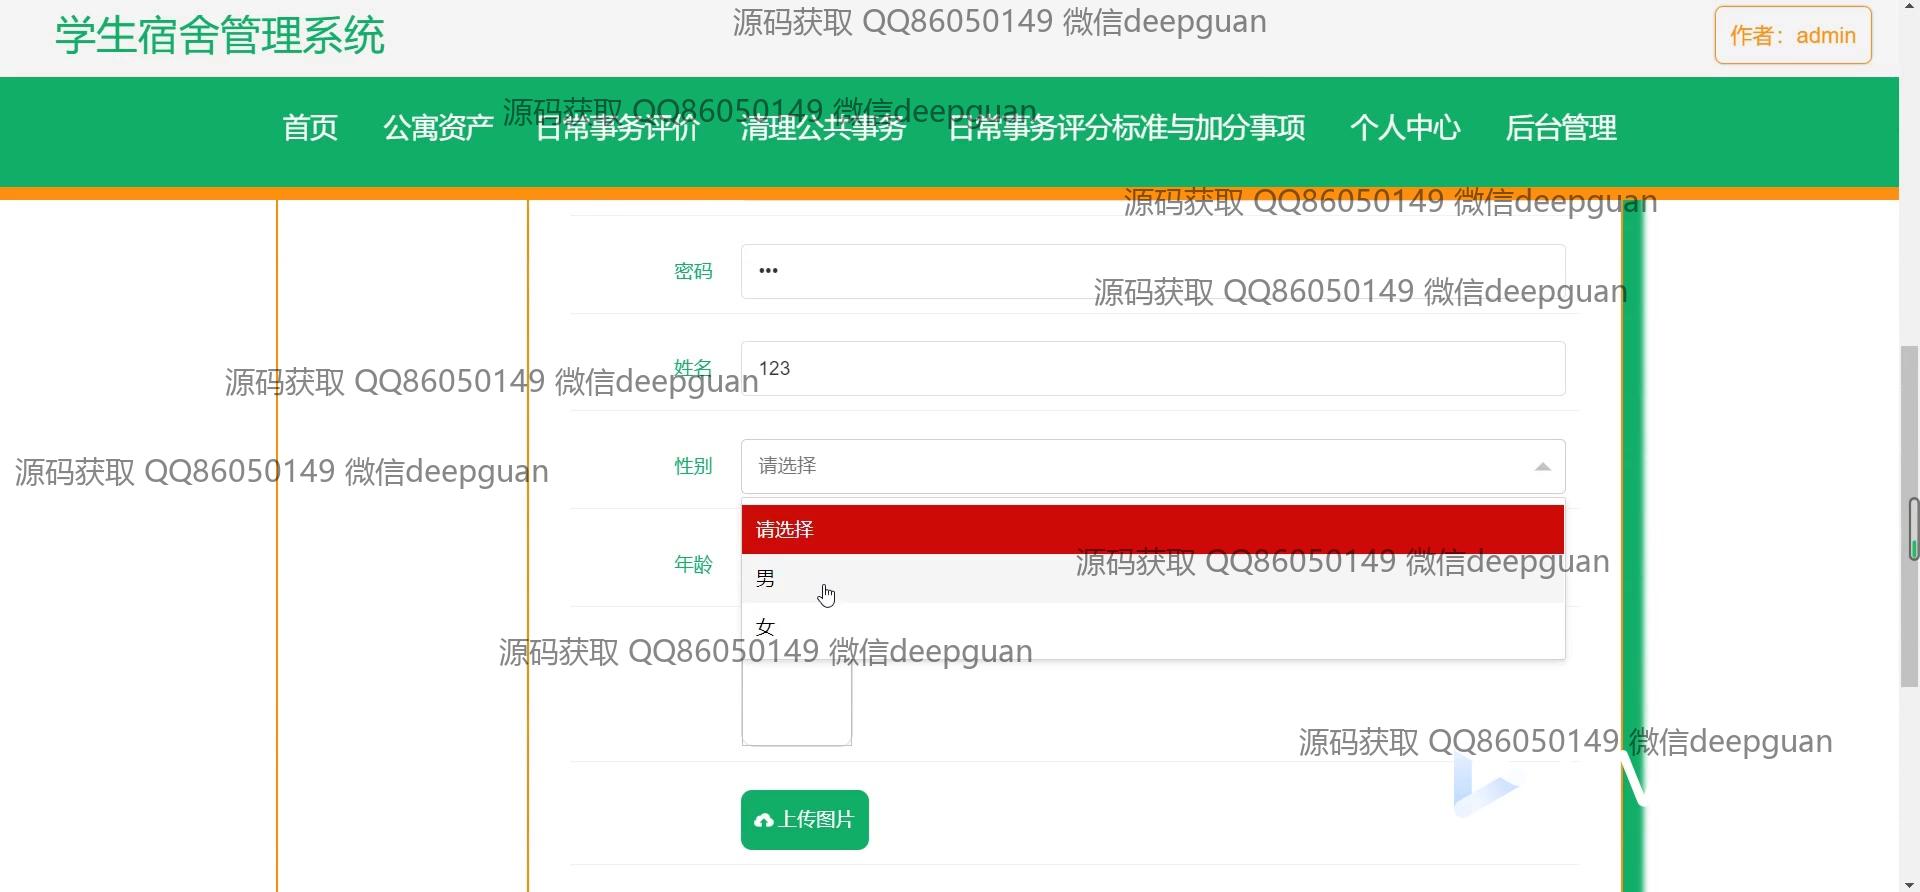 学生宿舍管理系统
源码获取 QQ86050149 微信deepguan
作者：admin
源码获取 QQ86050149 微信deepguan
首页 公寓资产 日常事务评价 清理公共事务 日常事务评分标准与加分事项 个人中心 后台管理
源码获取 QQ86050149 微信deepguan
密码 •••
源码获取 QQ86050149 微信deepguan
姓名 123
源码获取 QQ86050149 微信deepguan
性别 请选择
源码获取 QQ86050149 微信deepguan
请选择
年龄
源码获取 QQ86050149 微信deepguan
男
女
源码获取 QQ86050149 微信deepguan
源码获取 QQ86050149 微信deepguan
上传图片